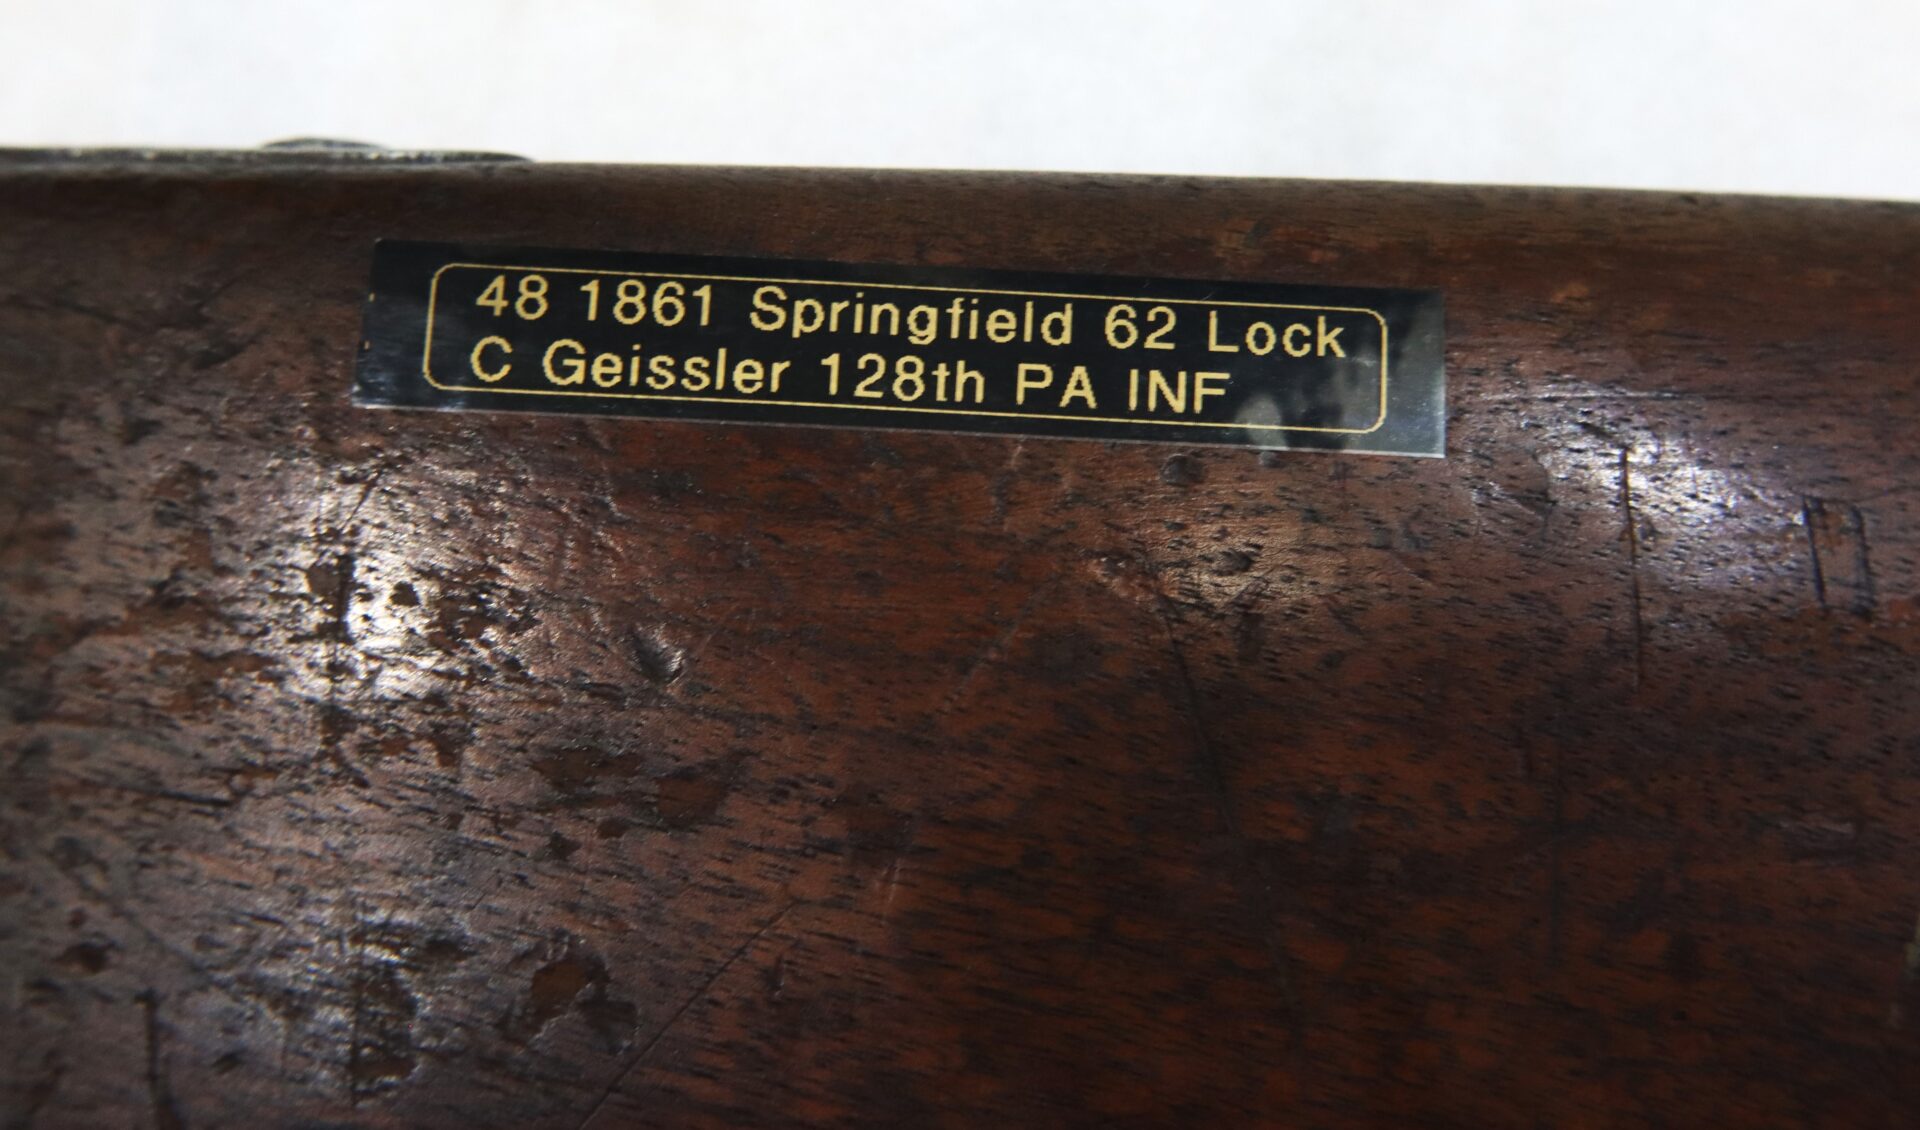 48 1861 Springfield 62 Lock
C Geissler 128th PA INF